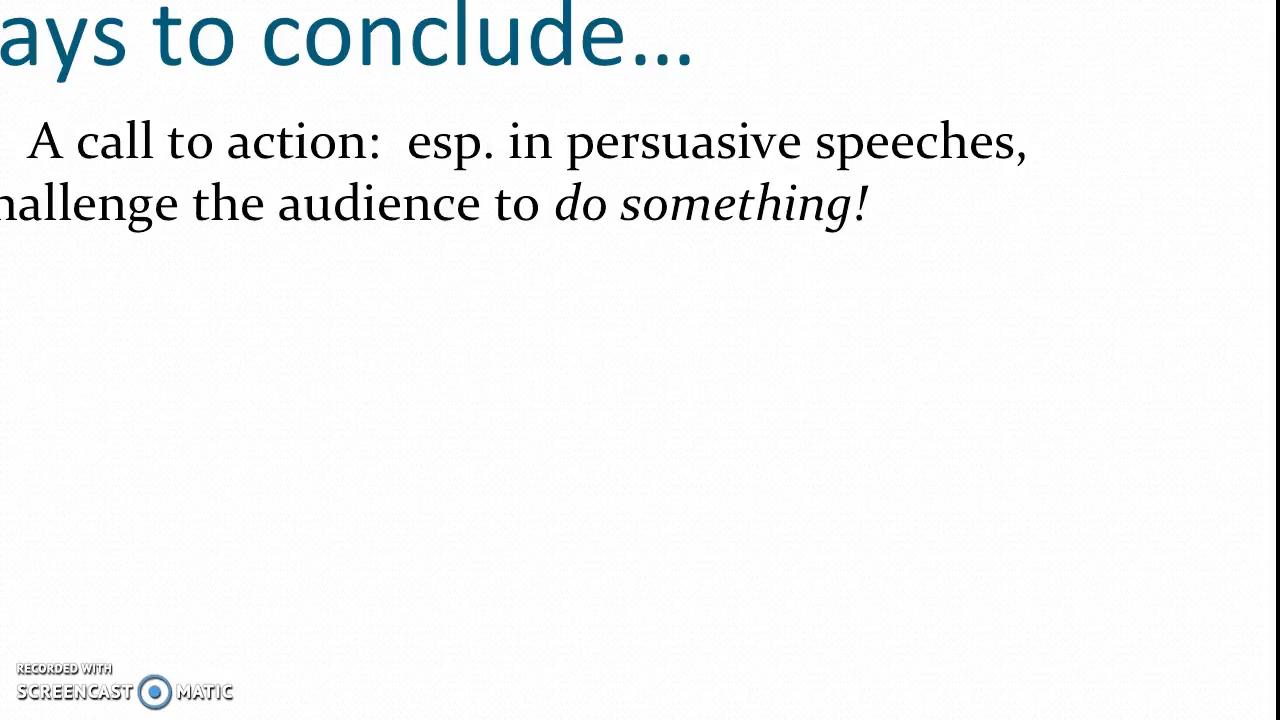 ays to conclude...
A call to action: esp. in persuasive speeches,
hallenge the audience to do something!
RECORDED WITH
SCREENCAST MATIC